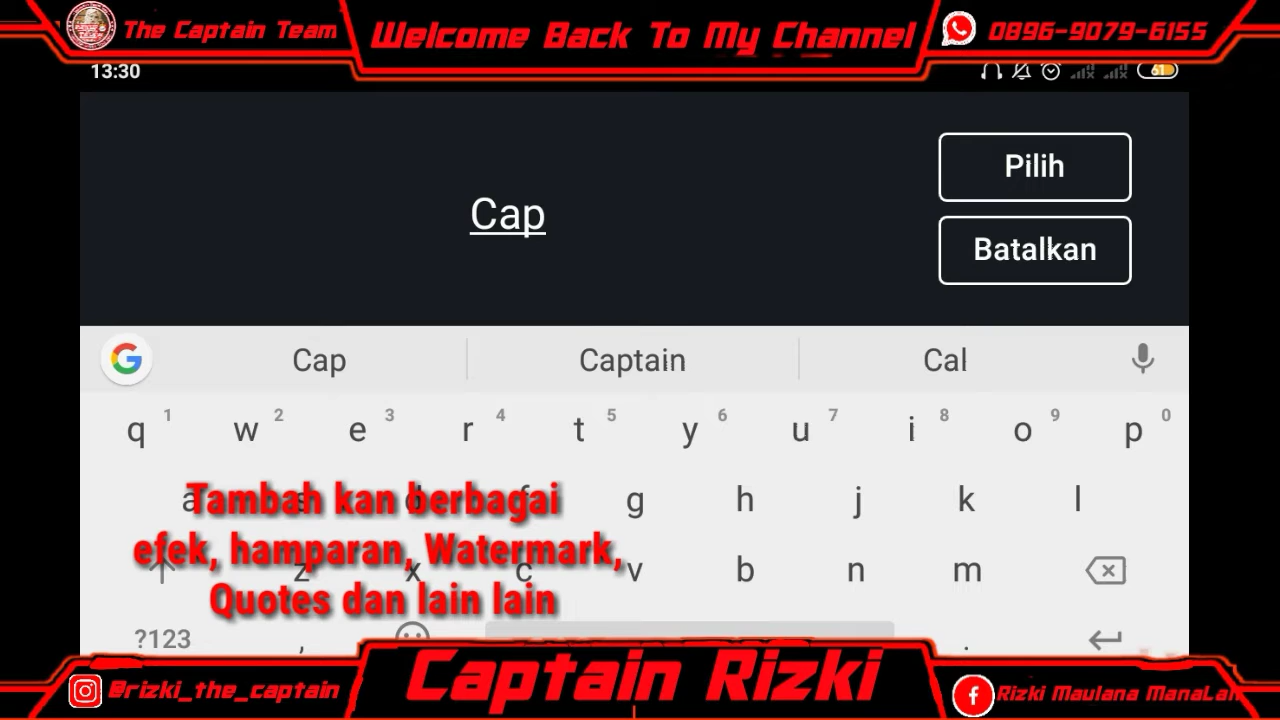 The Captain Team
Welcome Back To My Channel
0896-9079-6155
13:30
61
Cap
Pilih
Batalkan
Cap
Captain
Cal
q 1 w 2 e 3 r 4 t 5 y 6 u 7 i 8 o 9 p 0
a s d f g h j k l
z x c v b n m
?123 , .
Tambah kan berbagai
efek, hamparan, Watermark,
Quotes dan lain lain
@rizki_the_captain
Captain Rizki
Rizki Maulana ManaLah